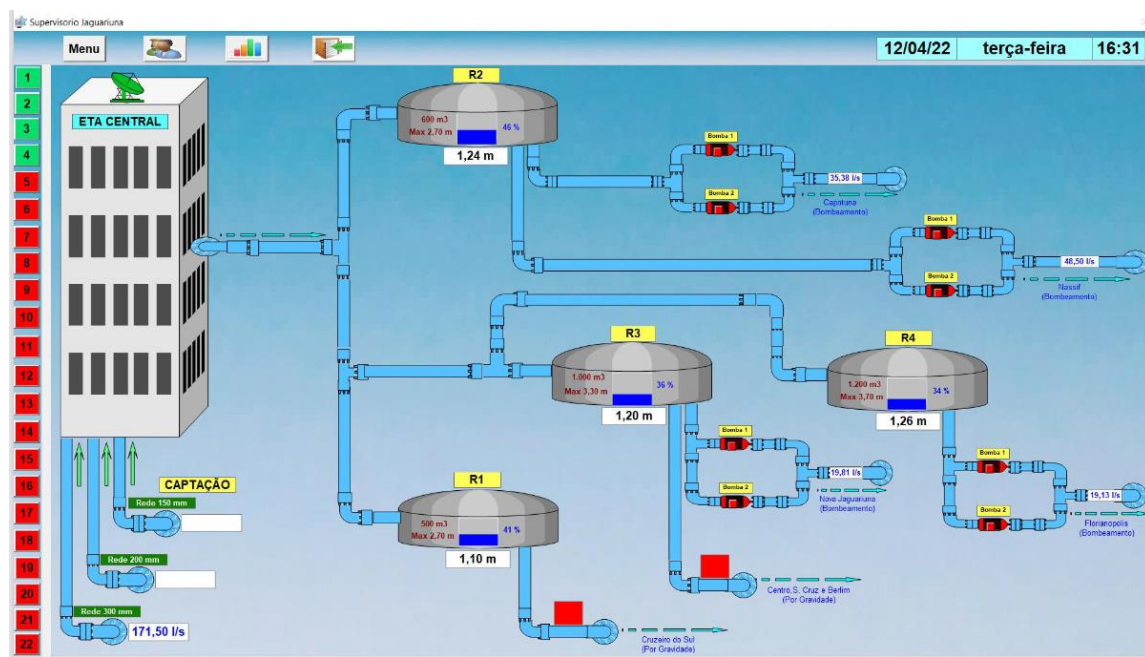 Supervisorio Jaguariuna
Menu
12/04/22 terça-feira 16:31
1
2
3
4
5
6
7
8
9
10
11
12
13
14
15
16
17
18
19
20
21
22
ETA CENTRAL
R2
600 m3
Max 2,70 m
46 %
1,24 m
Bomba 1
Bomba 2
35,38 l/s
Capotuna
(Bombeamento)
Bomba 1
Bomba 2
48,50 l/s
Nassif
(Bombeamento)
R3
1.000 m3
Max 3,30 m
36 %
1,20 m
Bomba 1
Bomba 2
19,81 l/s
Nova Jaguariuna
(Bombeamento)
R4
1.200 m3
Max 3,70 m
34 %
1,26 m
Bomba 1
Bomba 2
19,13 l/s
Florianopolis
(Bombeamento)
CAPTAÇÃO
Rede 150 mm
Rede 200 mm
Rede 300 mm
171,50 l/s
R1
500 m3
Max 2,70 m
41 %
1,10 m
Centro,S. Cruz e Berlim
(Por Gravidade)
Cruzeiro do Sul
(Por Gravidade)